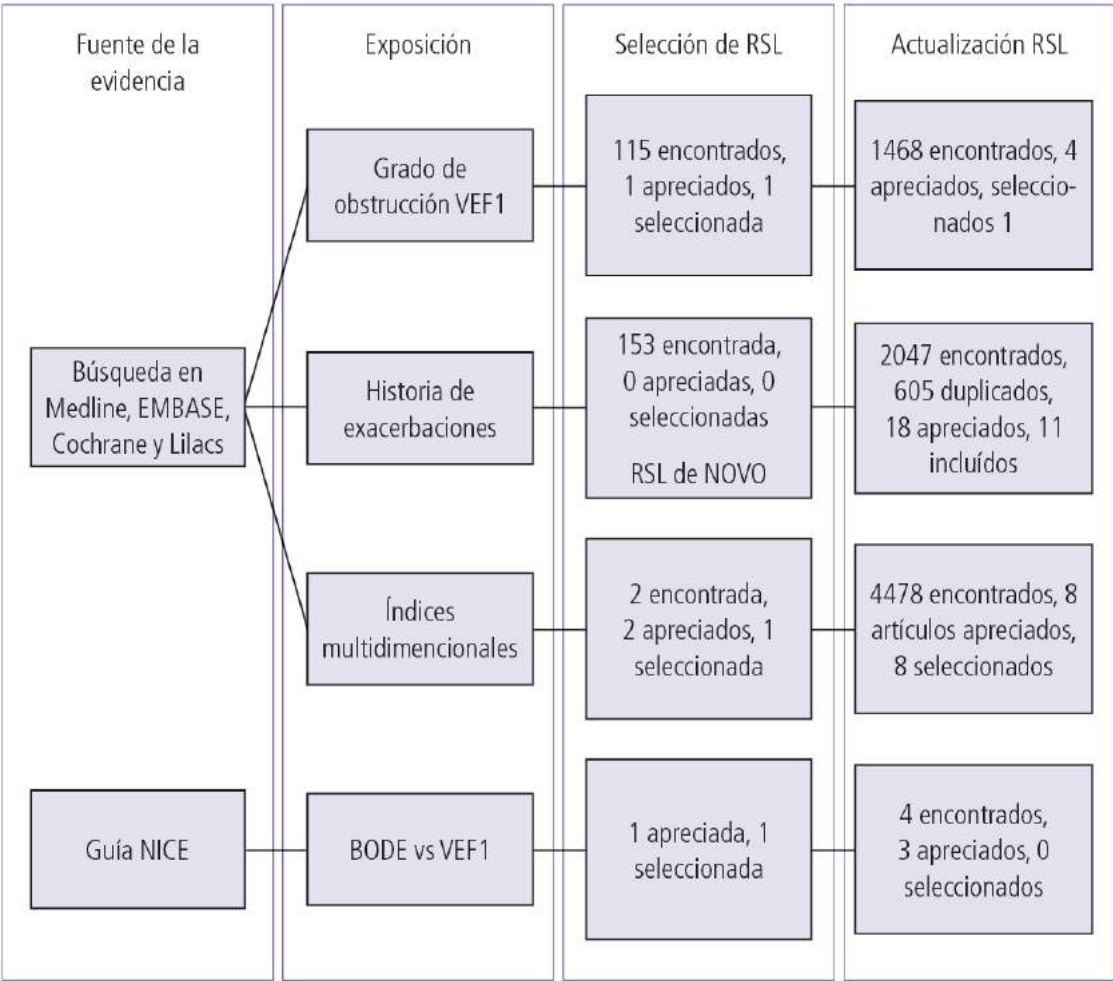 Fuente de la
evidencia
Exposición
Selección de RSL
Actualización RSL
Grado de
obstrucción VEF1
115 encontrados,
1 apreciados, 1
seleccionada
1468 encontrados, 4
apreciados, seleccio-
nados 1
Búsqueda en
Medline, EMBASE,
Cochrane y Lilacs
Historia de
exacerbaciones
153 encontrada,
0 apreciadas, 0
seleccionadas
RSL de NOVO
2047 encontrados,
605 duplicados,
18 apreciados, 11
incluídos
Índices
multidimencionales
2 encontrada,
2 apreciados, 1
seleccionada
4478 encontrados, 8
artículos apreciados,
8 seleccionados
Guía NICE
BODE vs VEF1
1 apreciada, 1
seleccionada
4 encontrados,
3 apreciados, 0
seleccionados